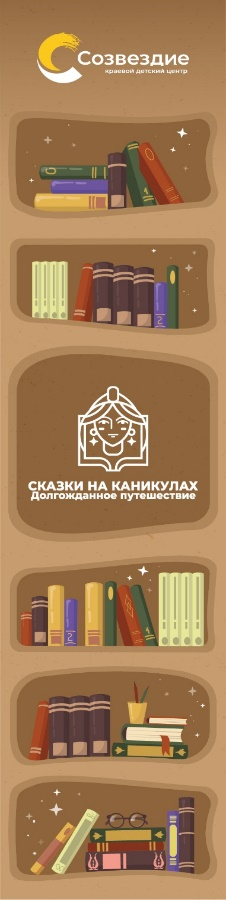 Созвездие
краевой детский центр
СКАЗКИ НА КАНИКУЛАХ
Долгожданное путешествие